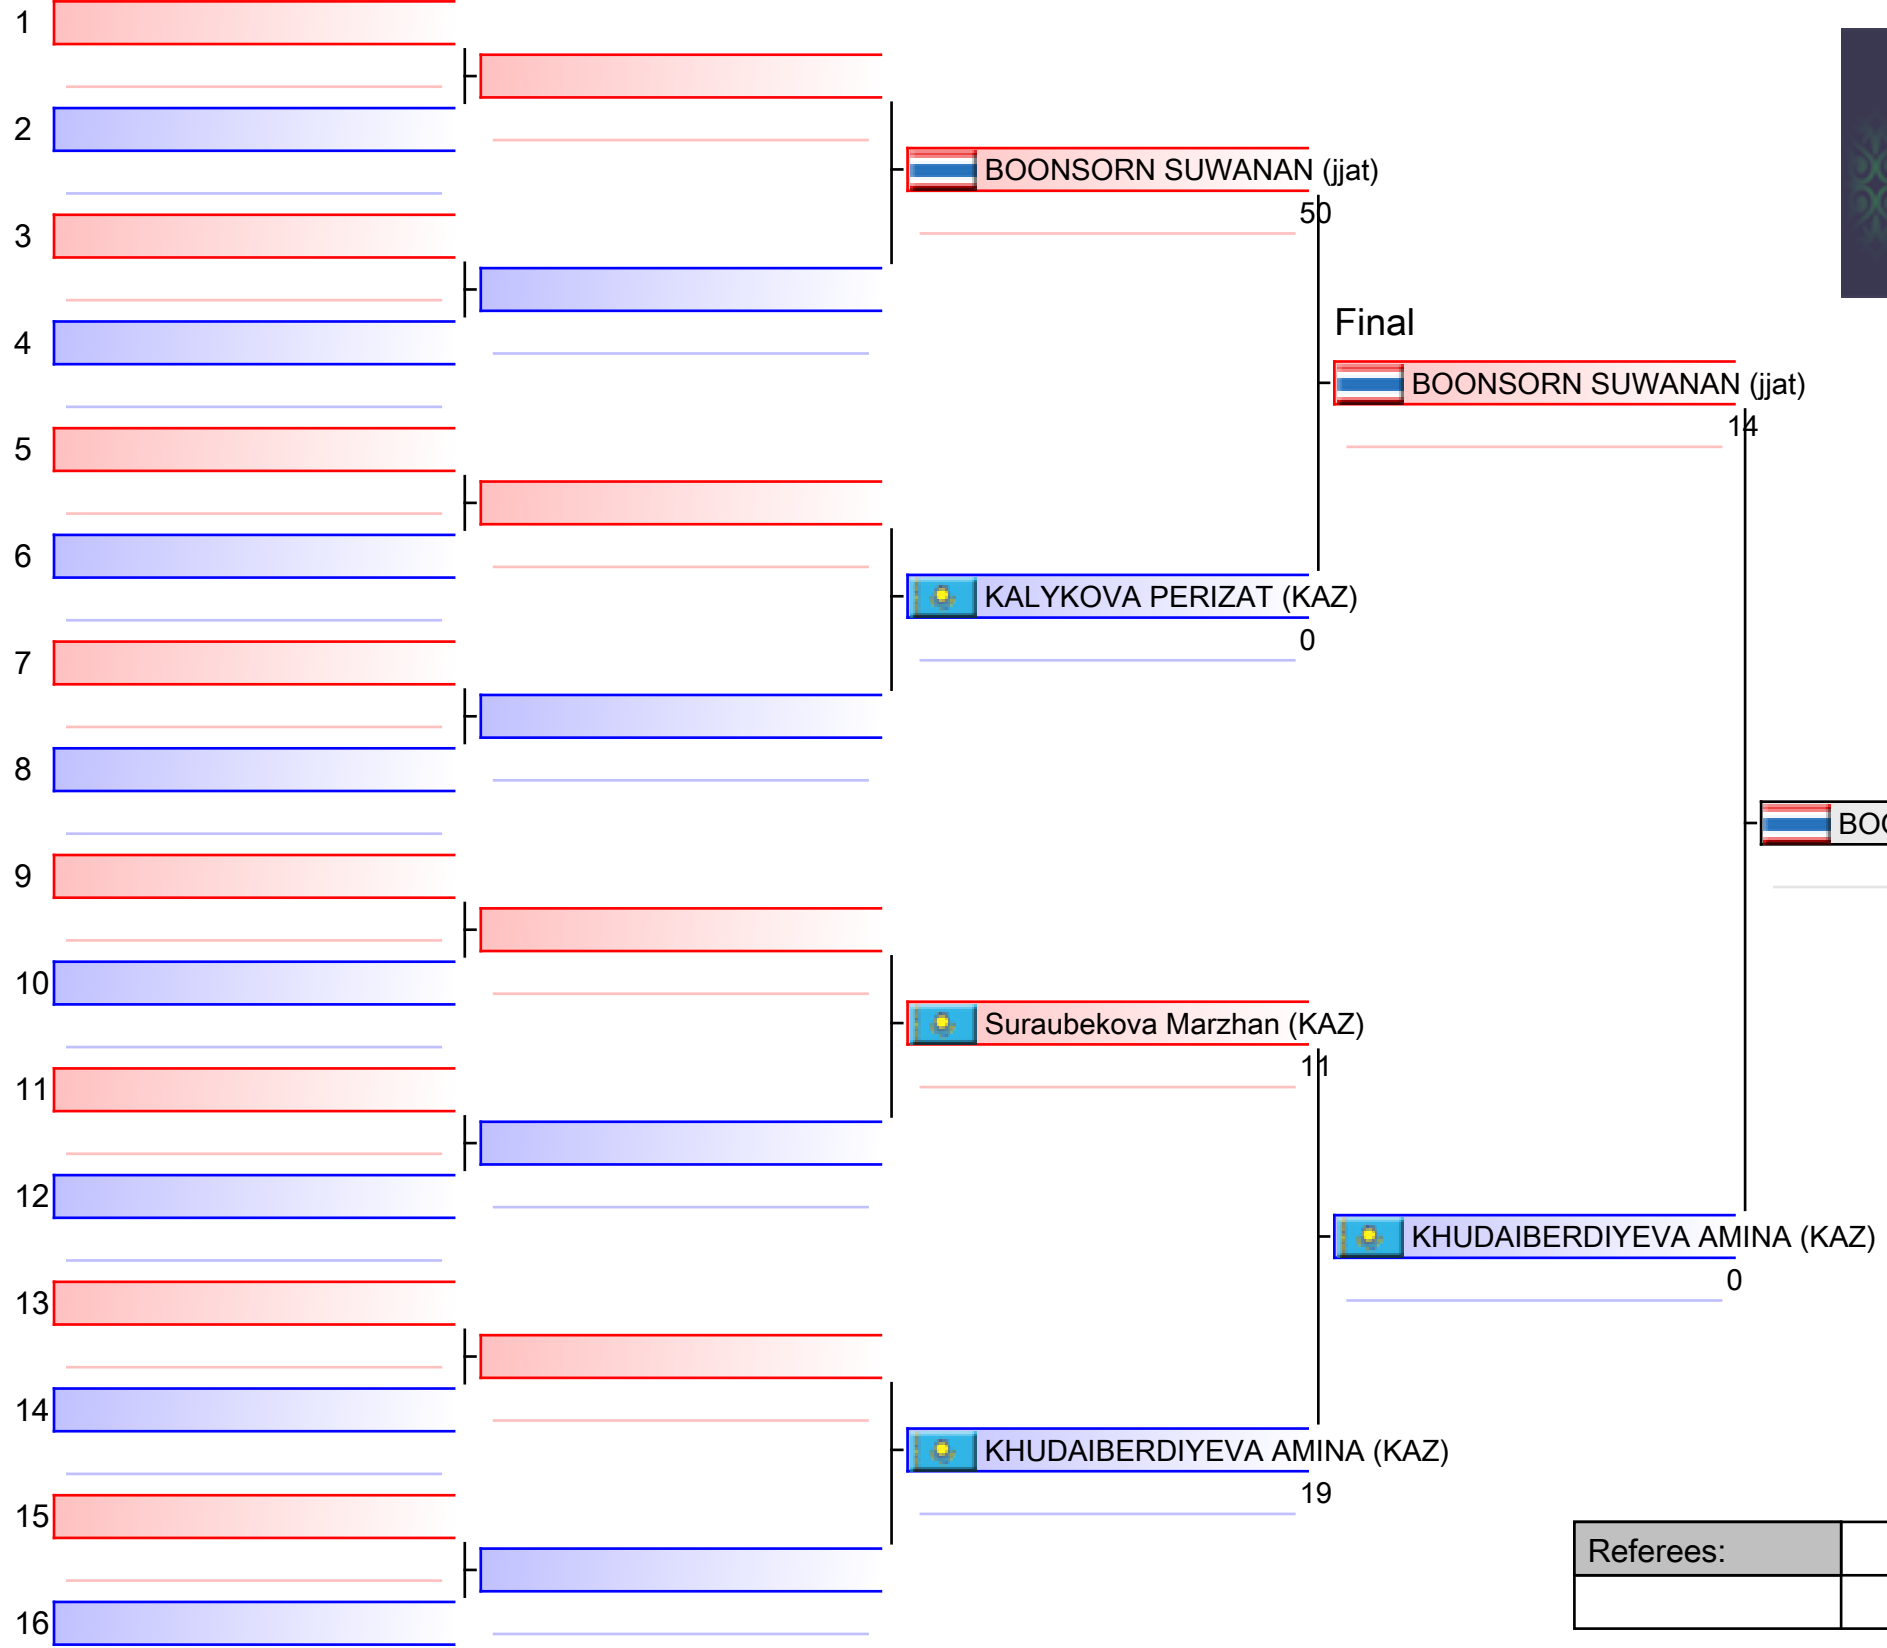 1
2
BOONSORN SUWANAN (jjat)
50
3
4
Final
BOONSORN SUWANAN (jjat)
14
5
6
KALYKOVA PERIZAT (KAZ)
0
7
8
BOO
9
10
Suraubekova Marzhan (KAZ)
11
11
12
KHUDAIBERDIYEVA AMINA (KAZ)
0
13
14
KHUDAIBERDIYEVA AMINA (KAZ)
19
15
Referees:
16